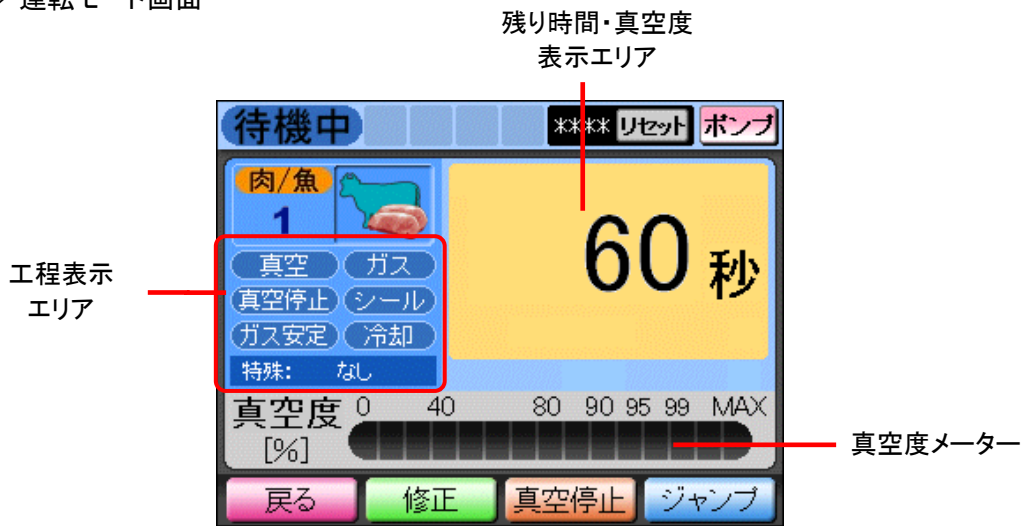 運転モード画面
残り時間・真空度
表示エリア
待機中
**** リセット ポンプ
肉/魚
1
60 秒
真空 ガス
真空停止 シール
ガス安定 冷却
特殊: なし
工程表示
エリア
真空度 0 40 80 90 95 99 MAX
[%]
真空度メーター
戻る 修正 真空停止 ジャンプ